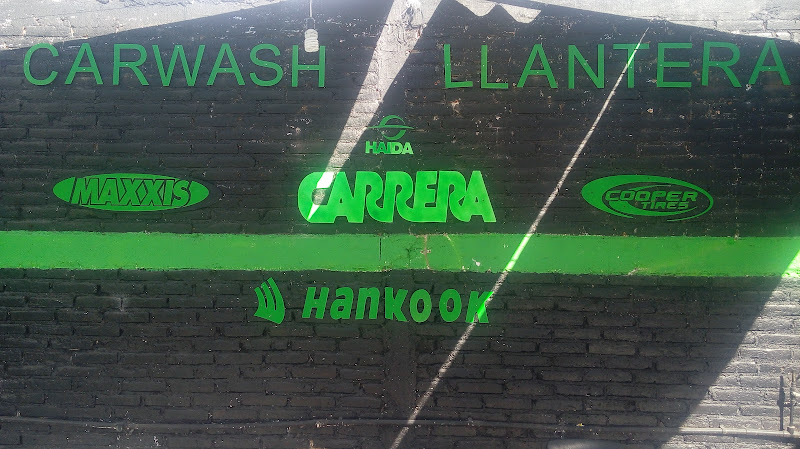 CARWASH LLANTERA
HAIDA
MAXXIS CARRERA COOPER TIRES
Hankook